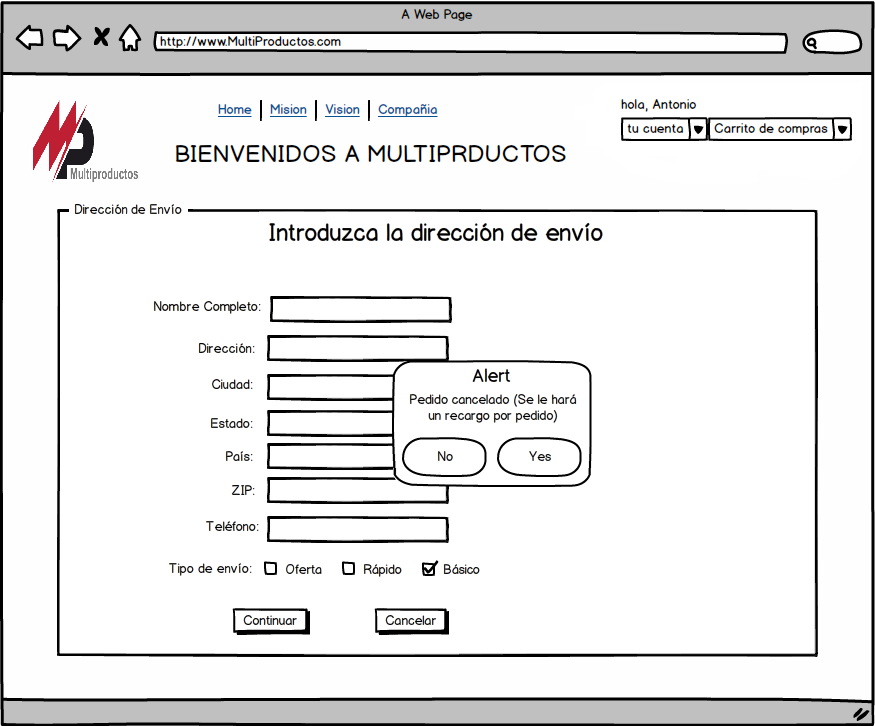 A Web Page
http://www.MultiProductos.com
hola, Antonio
Home Mision Vision Compañia
tu cuenta Carrito de compras
MP
Multiproductos
BIENVENIDOS A MULTIPRDUCTOS
Dirección de Envío
Introduzca la dirección de envío
Nombre Completo:
Dirección:
Ciudad:
Estado:
País:
ZIP:
Teléfono:
Alert
Pedido cancelado (Se le hará
un recargo por pedido)
No Yes
Tipo de envío: Oferta Rápido Básico
Continuar Cancelar